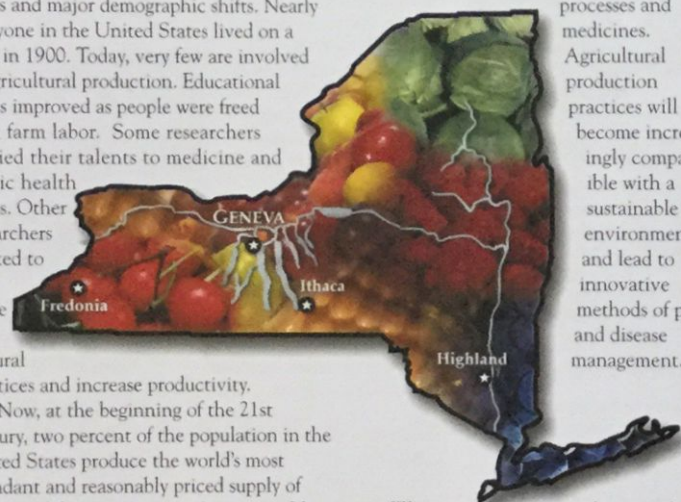 s and major demographic shifts. Nearly
yone in the United States lived on a
in 1900. Today, very few are involved
ricultural production. Educational
s improved as people were freed
farm labor. Some researchers
ied their talents to medicine and
ic health
s. Other
archers
ed to
e
ural
tices and increase productivity.
Now, at the beginning of the 21st
ury, two percent of the population in the
ed States produce the world's most
dant and reasonably priced supply of
GENEVA
Ithaca
Fredonia
Highland
processes and
medicines.
Agricultural
production
practices will
become incre
ingly compa
ible with a
sustainable
environmen
and lead to
innovative
methods of p
and disease
management.